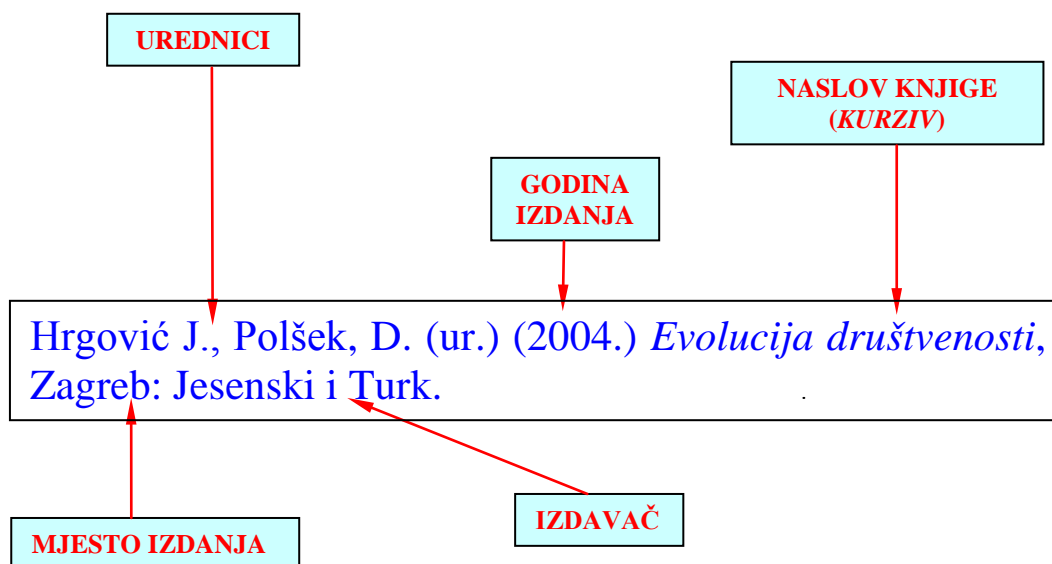 UREDNICI
NASLOV KNJIGE
(KURZIV)
GODINA
IZDANJA
Hrgović J., Polšek, D. (ur.) (2004.) Evolucija društvenosti,
Zagreb: Jesenski i Turk.
.
IZDAVAČ
MJESTO IZDANJA